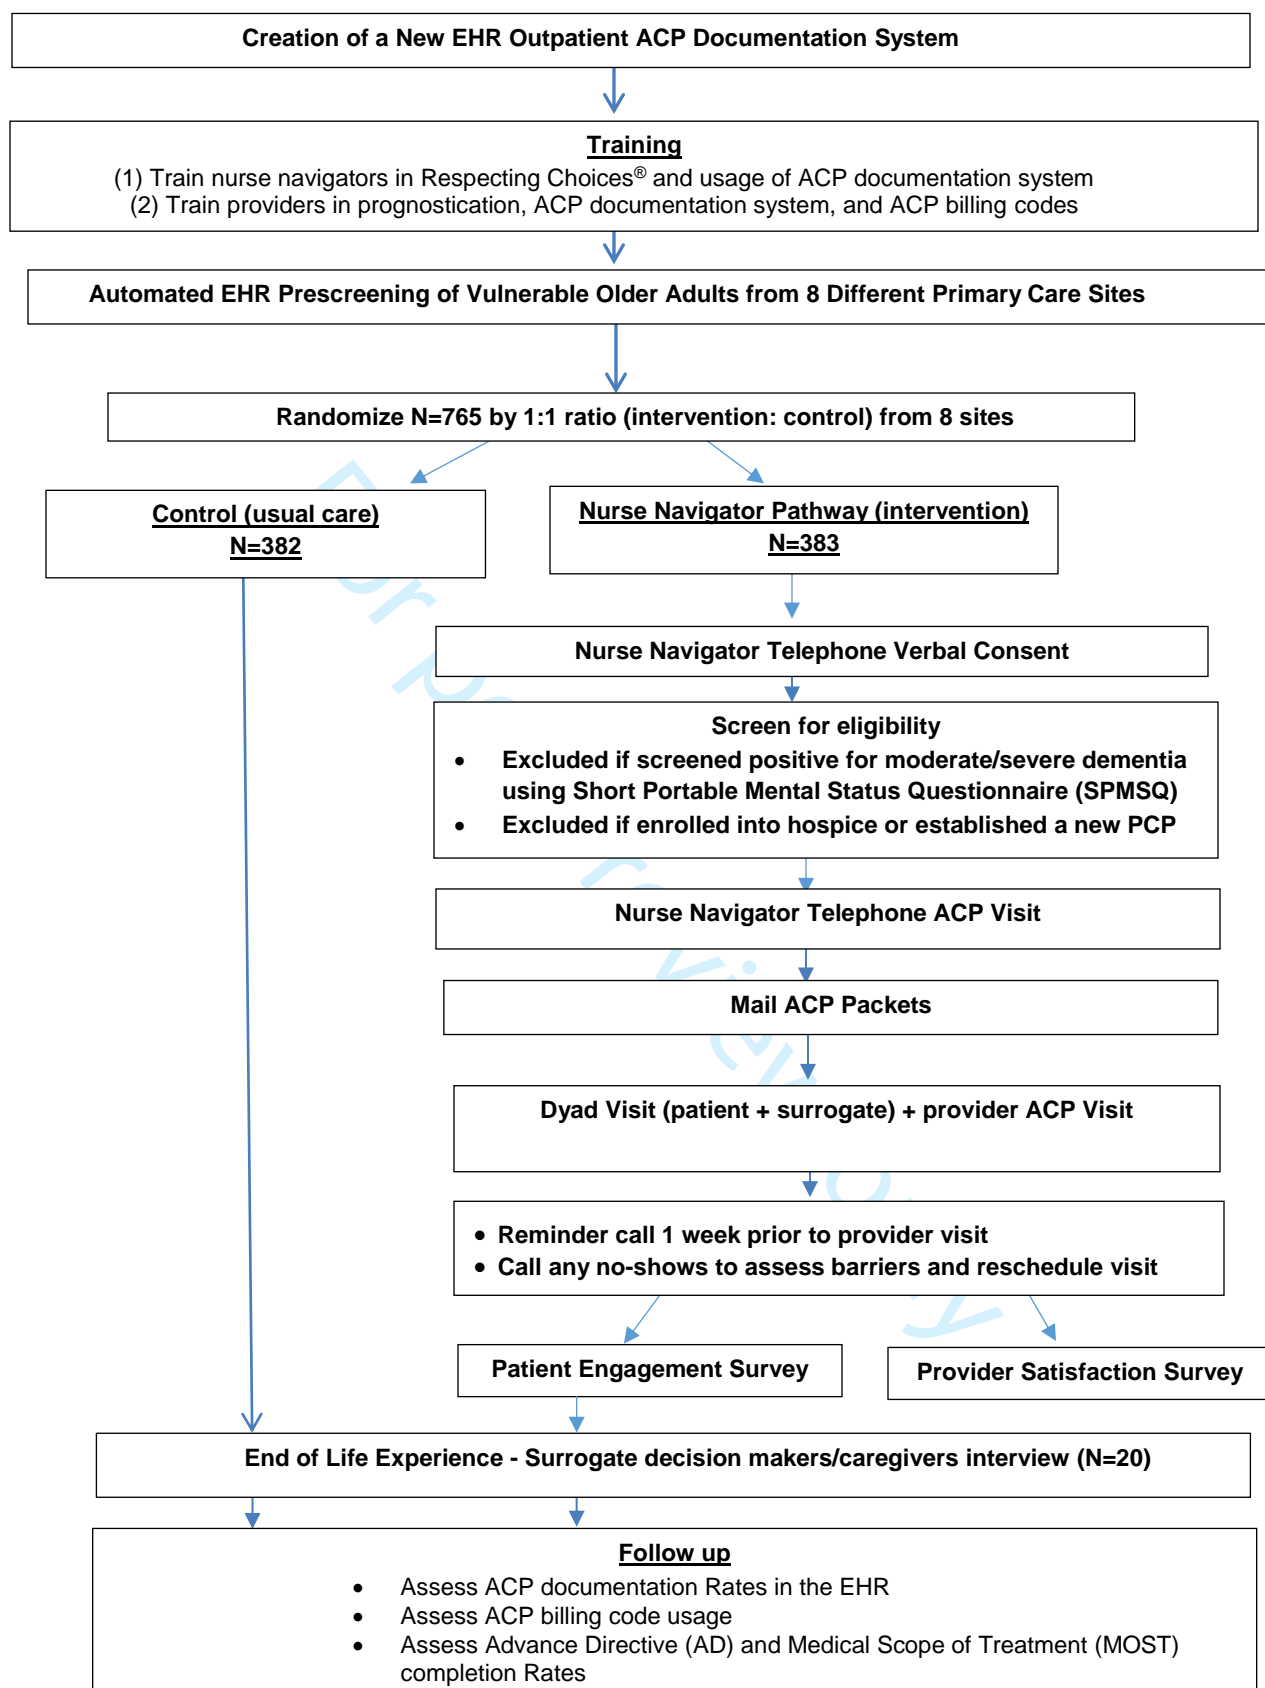 Creation of a New EHR Outpatient ACP Documentation System
Training
(1) Train nurse navigators in Respecting Choices® and usage of ACP documentation system
(2) Train providers in prognostication, ACP documentation system, and ACP billing codes
Automated EHR Prescreening of Vulnerable Older Adults from 8 Different Primary Care Sites
Randomize N=765 by 1:1 ratio (intervention: control) from 8 sites
Control (usual care)
N=382
Nurse Navigator Pathway (intervention)
N=383
Nurse Navigator Telephone Verbal Consent
Screen for eligibility
• Excluded if screened positive for moderate/severe dementia
using Short Portable Mental Status Questionnaire (SPMSQ)
• Excluded if enrolled into hospice or established a new PCP
Nurse Navigator Telephone ACP Visit
Mail ACP Packets
Dyad Visit (patient + surrogate) + provider ACP Visit
• Reminder call 1 week prior to provider visit
• Call any no-shows to assess barriers and reschedule visit
Patient Engagement Survey
Provider Satisfaction Survey
End of Life Experience - Surrogate decision makers/caregivers interview (N=20)
Follow up
• Assess ACP documentation Rates in the EHR
• Assess ACP billing code usage
• Assess Advance Directive (AD) and Medical Scope of Treatment (MOST)
completion Rates
For peer review only